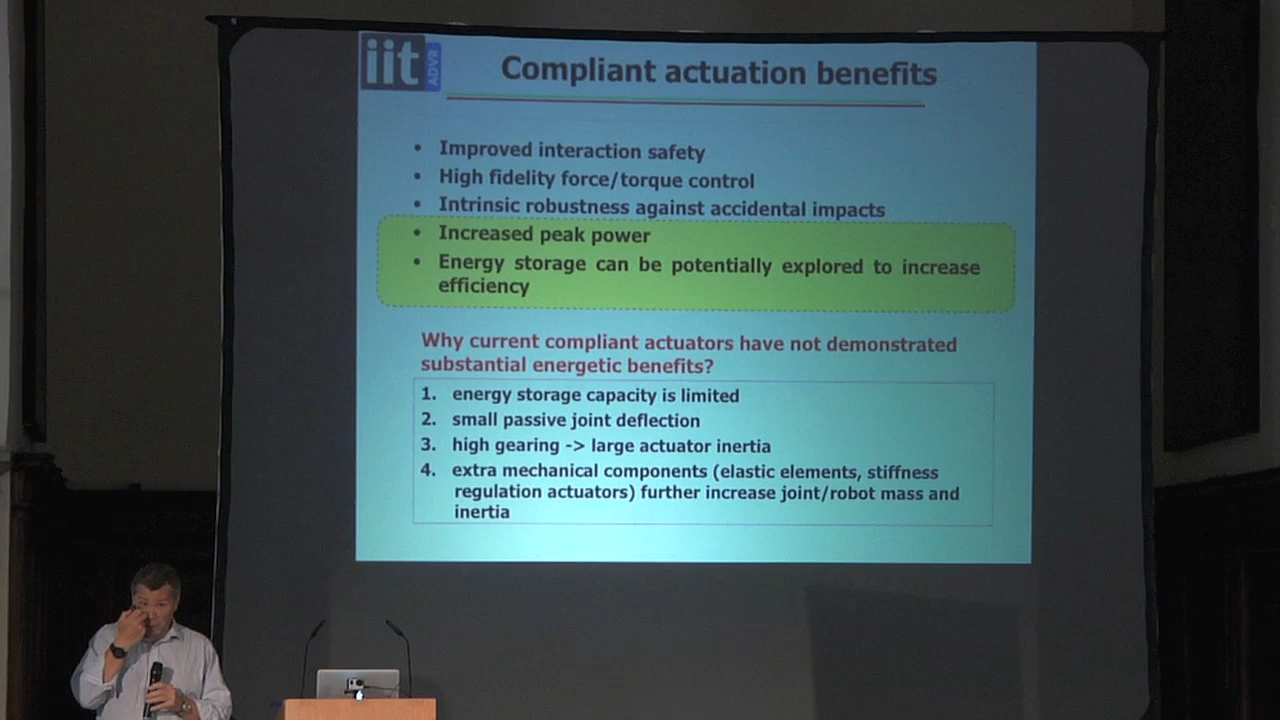 iit
ADVR
Compliant actuation benefits
• Improved interaction safety
• High fidelity force/torque control
• Intrinsic robustness against accidental impacts
• Increased peak power
• Energy storage can be potentially explored to increase
efficiency
Why current compliant actuators have not demonstrated
substantial energetic benefits?
1. energy storage capacity is limited
2. small passive joint deflection
3. high gearing -> large actuator inertia
4. extra mechanical components (elastic elements, stiffness
regulation actuators) further increase joint/robot mass and
inertia